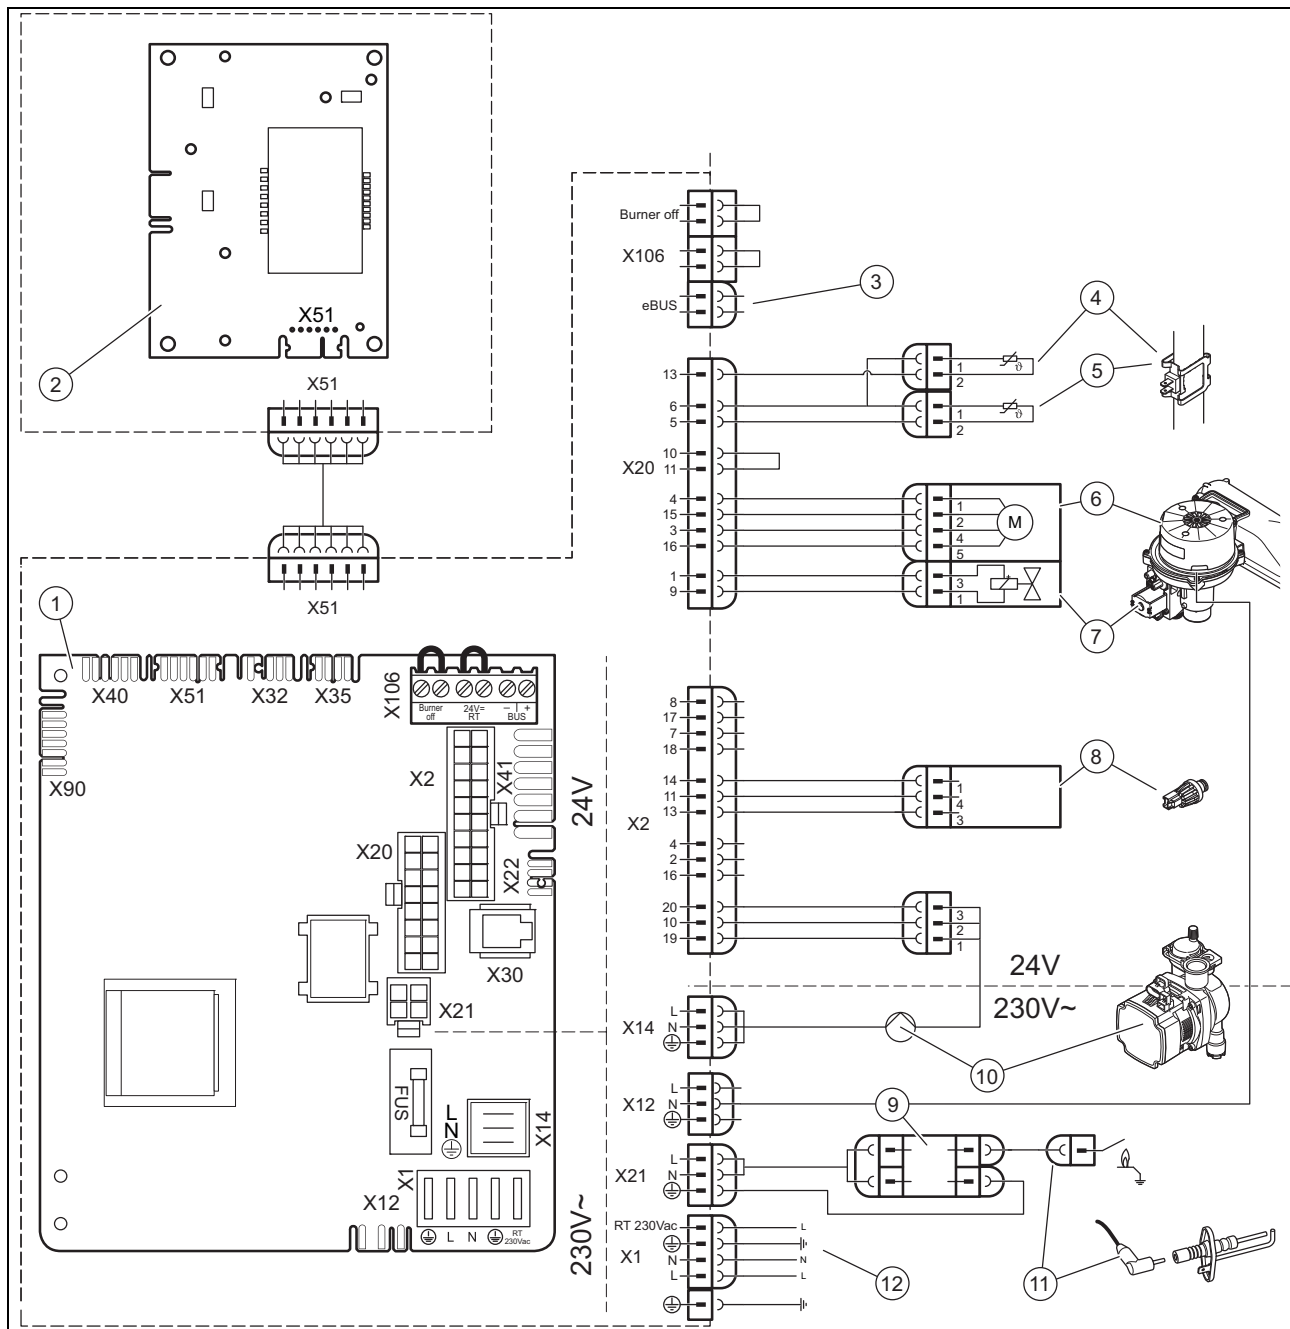 X51
2
X51
X51
1
X40
X51
X32
X35
X90
X106
Burner
off
24V=
RT
– | +
BUS
X2
X41
X20
X22
X30
X21
FUS
L
N
X14
X1
X12
L
N
RT
230Vac
24V
230V~
Burner off
X106
eBUS
3
13
6
5
10
11
X20
4
15
3
16
1
9
1
2
ϑ
4
1
2
ϑ
5
1
2
4
5
M
6
3
1
7
8
17
7
18
14
11
13
X2
4
2
16
20
10
19
1
4
3
8
3
2
1
24V
230V~
X14
L
N
10
X12
L
N
9
X21
L
N
11
RT 230Vac
X1
N
L
L
N
L
12